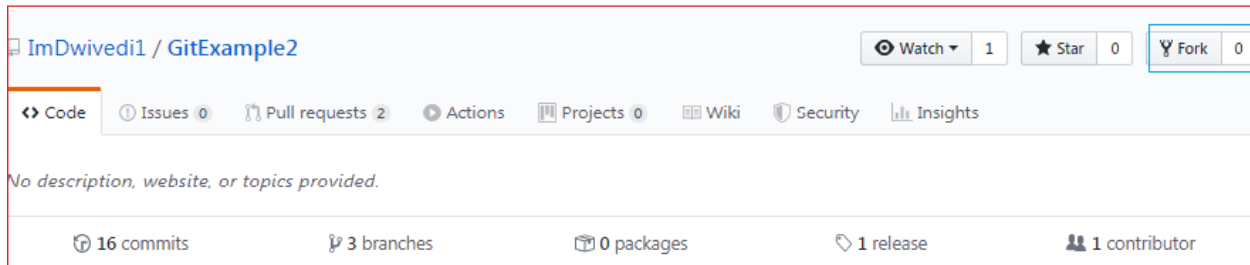 ImDwivedi1 / GitExample2 Watch 1 Star 0 Fork 0
Code Issues 0 Pull requests 2 Actions Projects 0 Wiki Security Insights
No description, website, or topics provided.
16 commits 3 branches 0 packages 1 release 1 contributor